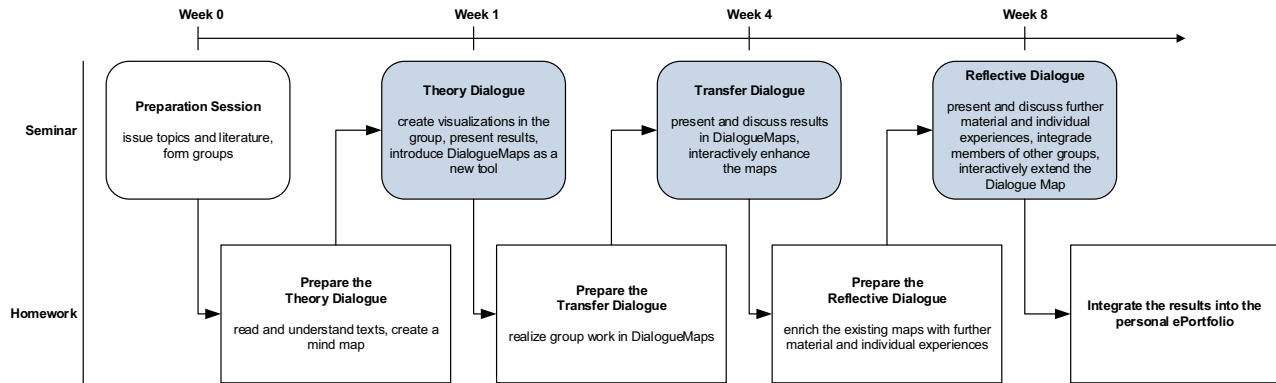 Week 0
Week 1
Week 4
Week 8
Seminar
Preparation Session
issue topics and literature,
form groups
Theory Dialogue
create visualizations in the
group, present results,
introduce DialogueMaps as a
new tool
Transfer Dialogue
present and discuss results
in DialogueMaps,
interactively enhance
the maps
Reflective Dialogue
present and discuss further
material and individual
experiences, integrade
members of other groups,
interactively extend the
Dialogue Map
Homework
Prepare the
Theory Dialogue
read and understand texts, create a
mind map
Prepare the
Transfer Dialogue
realize group work in DialogueMaps
Prepare the
Reflective Dialogue
enrich the existing maps with further
material and individual experiences
Integrate the results into the
personal ePortfolio